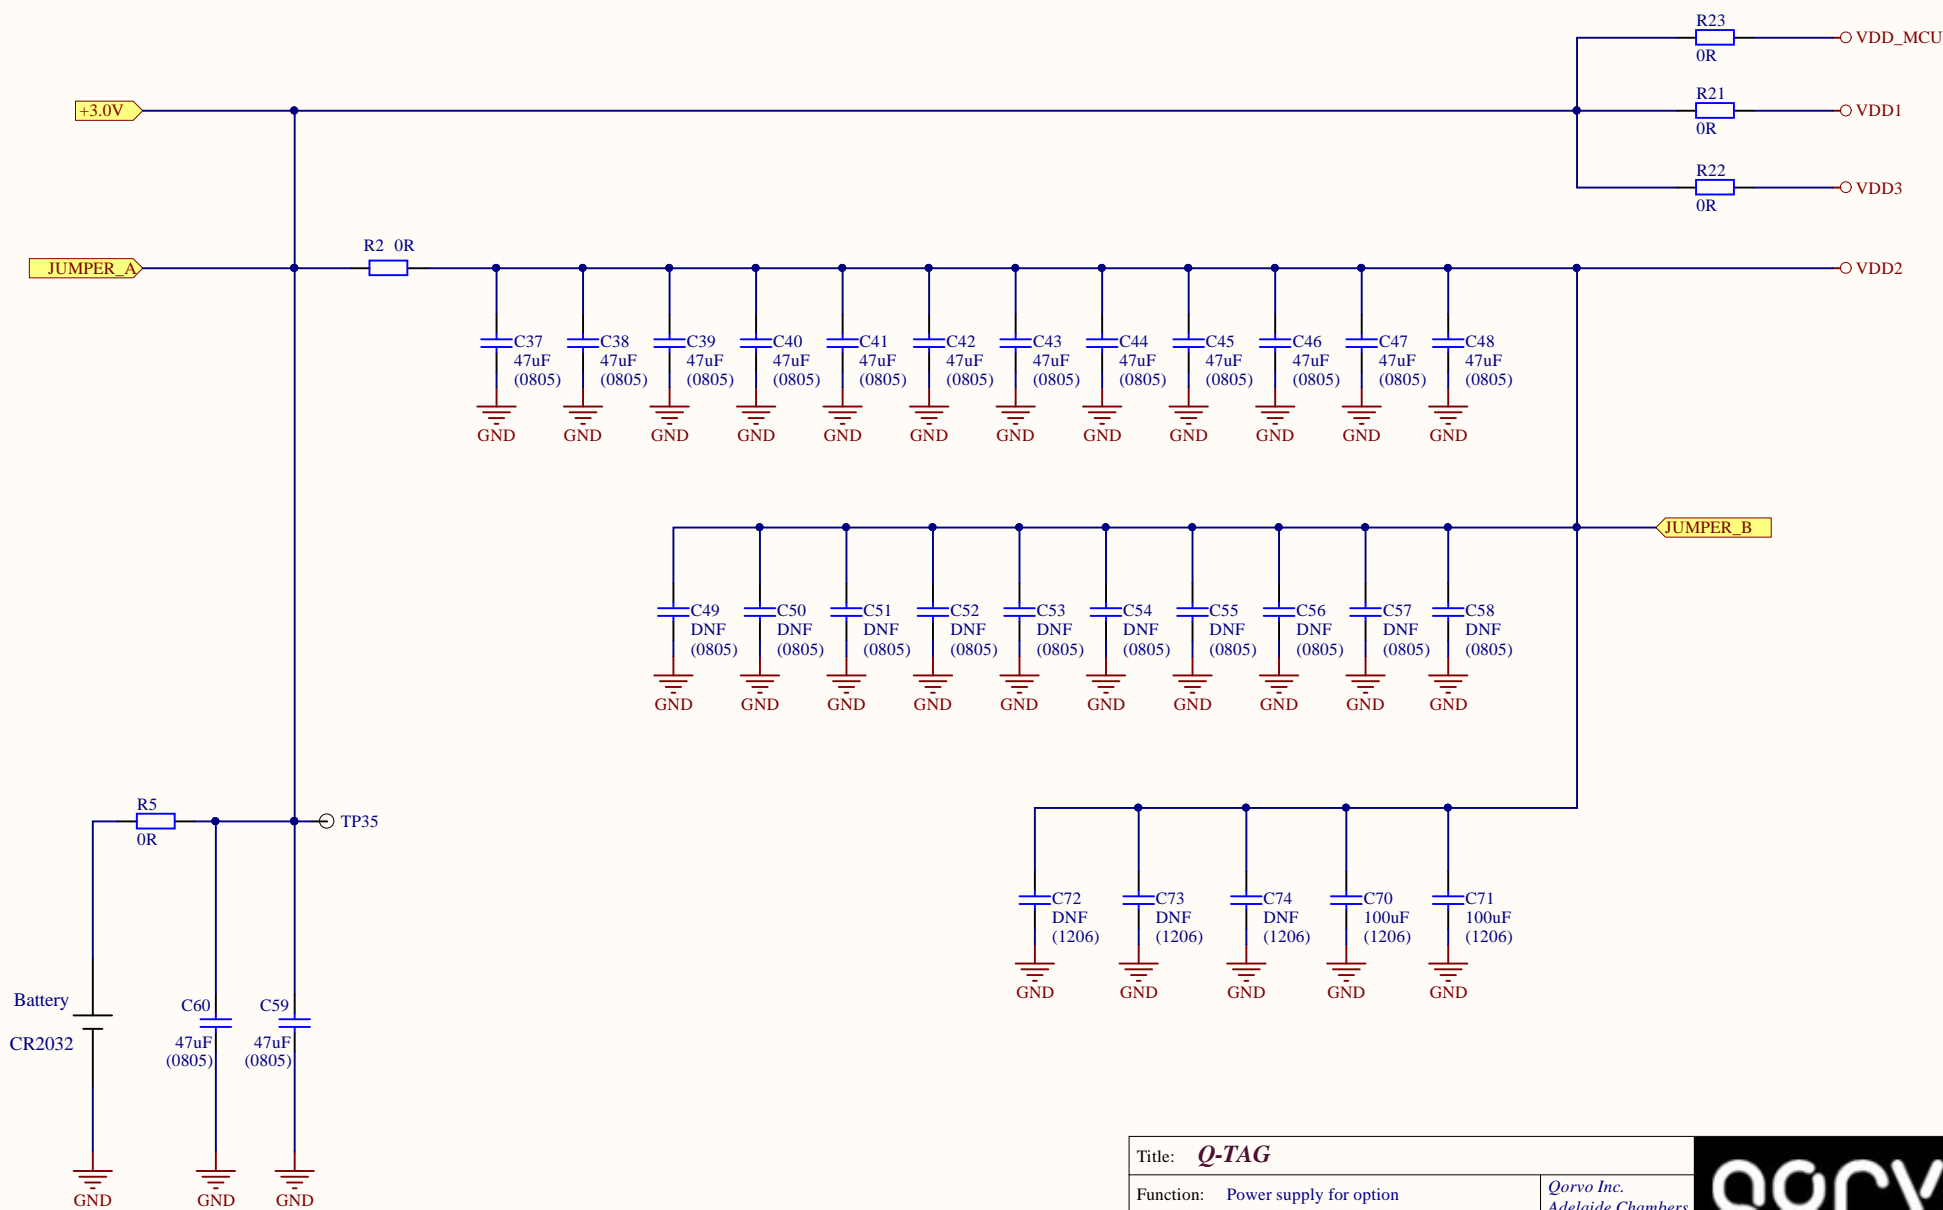 R23
0R
VDD_MCU
+3.0V
R21
0R
VDD1
R22
0R
VDD3
JUMPER_A
R2 0R
VDD2
C37
47uF
(0805)
GND
C38
47uF
(0805)
GND
C39
47uF
(0805)
GND
C40
47uF
(0805)
GND
C41
47uF
(0805)
GND
C42
47uF
(0805)
GND
C43
47uF
(0805)
GND
C44
47uF
(0805)
GND
C45
47uF
(0805)
GND
C46
47uF
(0805)
GND
C47
47uF
(0805)
GND
C48
47uF
(0805)
GND
JUMPER_B
C49
DNF
(0805)
GND
C50
DNF
(0805)
GND
C51
DNF
(0805)
GND
C52
DNF
(0805)
GND
C53
DNF
(0805)
GND
C54
DNF
(0805)
GND
C55
DNF
(0805)
GND
C56
DNF
(0805)
GND
C57
DNF
(0805)
GND
C58
DNF
(0805)
GND
R5
0R
TP35
C72
DNF
(1206)
GND
C73
DNF
(1206)
GND
C74
DNF
(1206)
GND
C70
100uF
(1206)
GND
C71
100uF
(1206)
GND
Battery
CR2032
GND
C60
47uF
(0805)
GND
C59
47uF
(0805)
GND
Title: Q-TAG
Function: Power supply for option
Qorvo Inc.
Adelaide Chambers
qorv